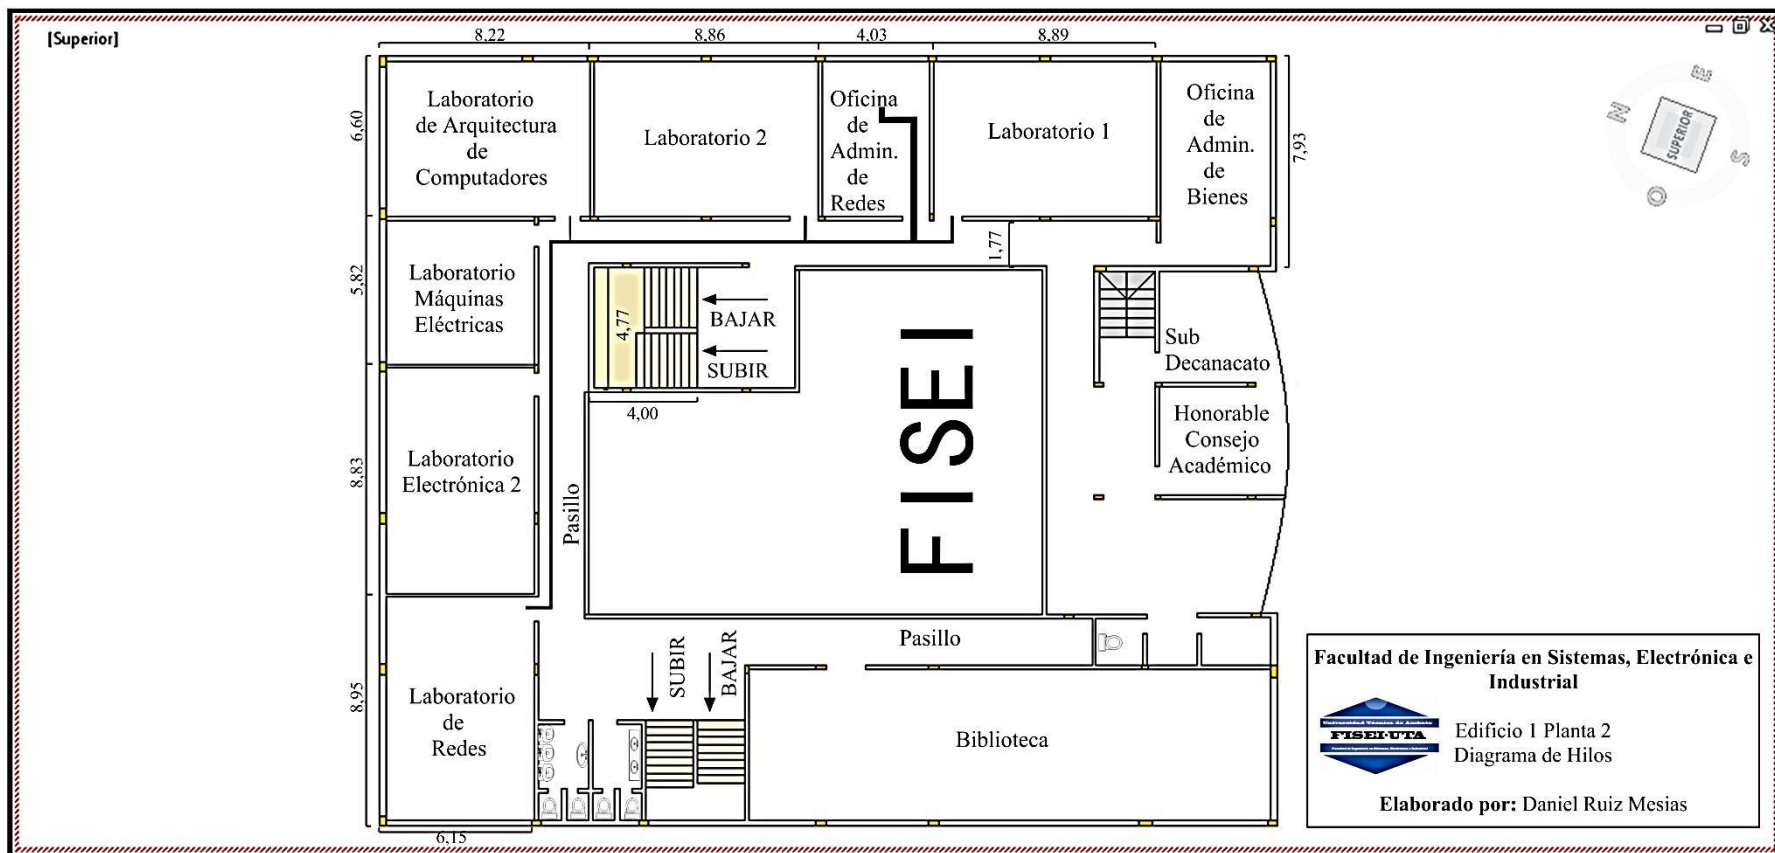 [Superior]
8,22
8,86
4,03
8,89
6,60
5,82
8,83
8,95
7,93
Laboratorio
de Arquitectura
de
Computadores
Laboratorio 2
Oficina
de
Admin.
de
Redes
Laboratorio 1
Oficina
de
Admin.
de
Bienes
N
E
S
O
SUPERIOR
1,77
Laboratorio
Máquinas
Eléctricas
4,77
BAJAR
SUBIR
4,00
FISEI
Sub
Decanacato
Honorable
Consejo
Académico
Laboratorio
Electrónica 2
Pasillo
Pasillo
SUBIR
BAJAR
Laboratorio
de
Redes
6,15
Biblioteca
Facultad de Ingeniería en Sistemas, Electrónica e
Industrial
Universidad Técnica de Ambato
FISEI-UTA
Edificio 1 Planta 2
Diagrama de Hilos
Elaborado por: Daniel Ruiz Mesias